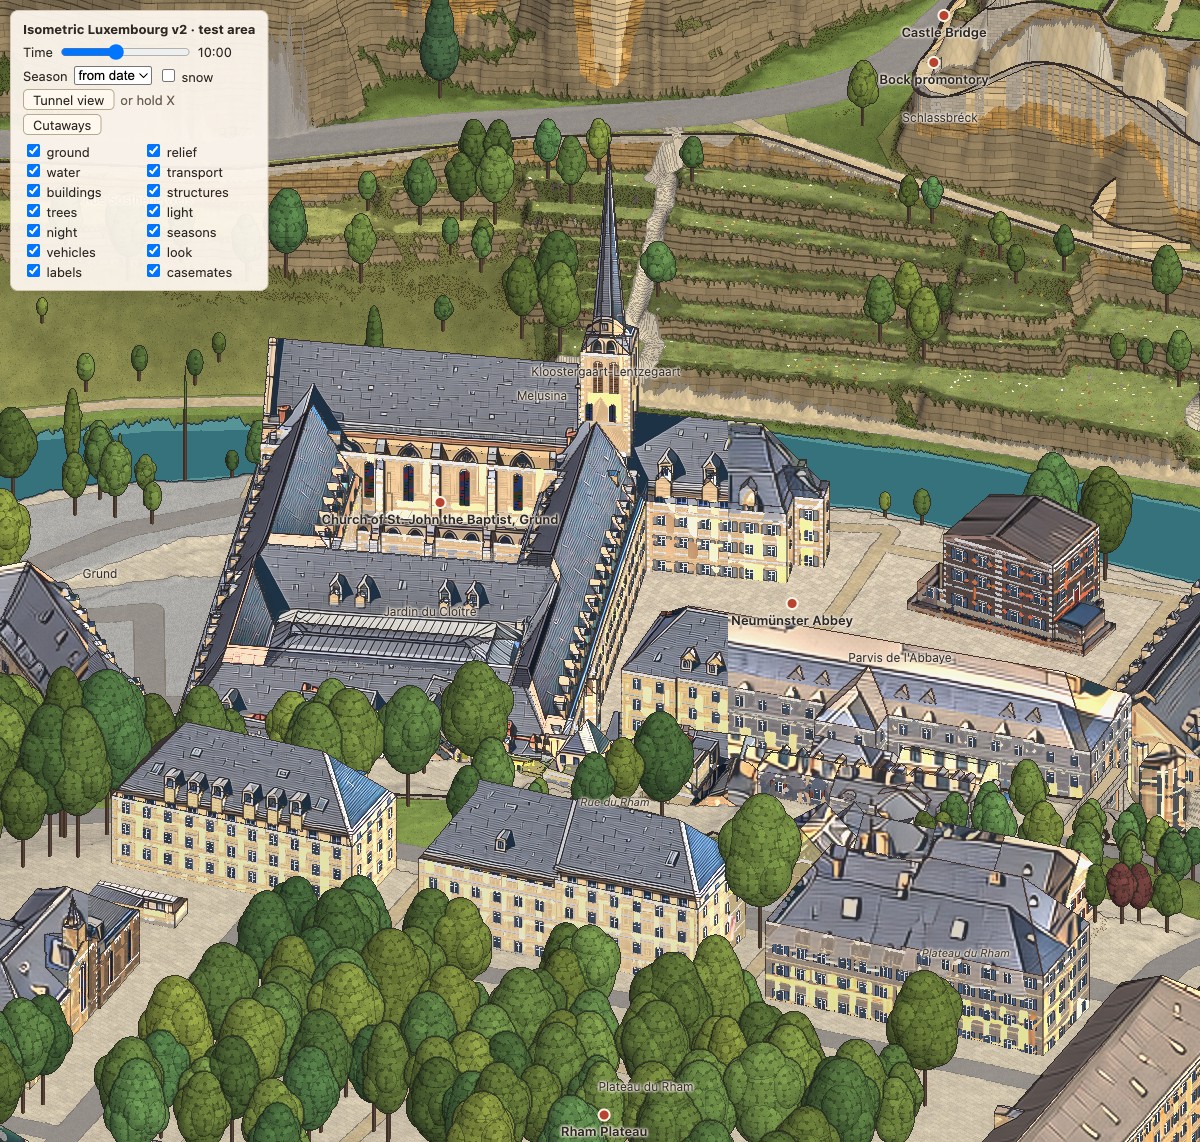 Isometric Luxembourg v2 · test area
Time 10:00
Season from date snow
Tunnel view or hold X
Cutaways
ground relief
water transport
buildings structures
trees light
night seasons
vehicles look
labels casemates
Castle Bridge
Bock promontory
Schlassbréck
Kloostergaart-Lëntzegaart
Melusina
Church of St. John the Baptist, Grund
Grund
Jardin du Cloître
Neumünster Abbey
Parvis de l'Abbaye
Rue du Rham
Plateau du Rham
Plateau du Rham
Rham Plateau